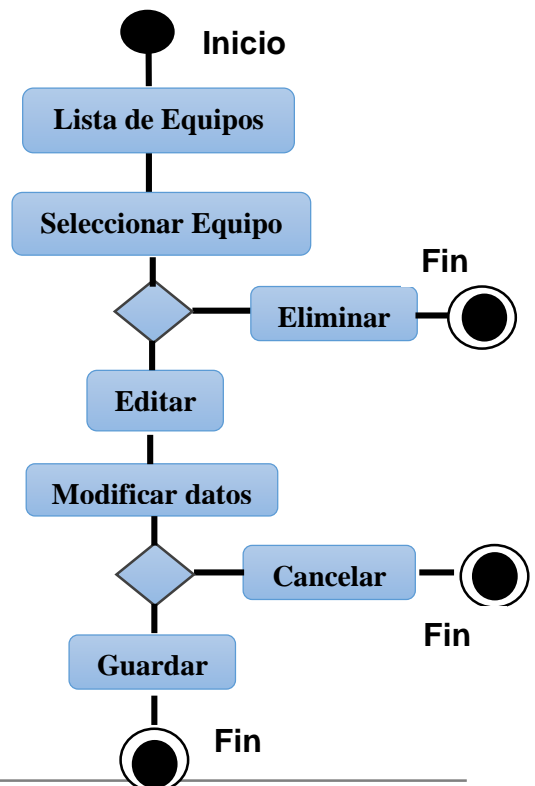 Inicio
Lista de Equipos
Seleccionar Equipo
Fin
Eliminar
Editar
Modificar datos
Cancelar
Fin
Guardar
Fin